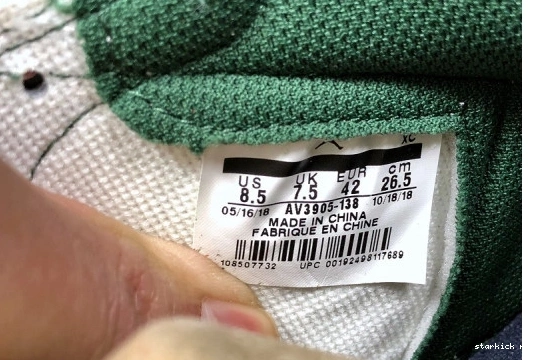 XC
US UK EUR cm
8.5 7.5 42 26.5
05/16/18 AV3905-138 10/18/18
MADE IN CHINA
FABRIQUE EN CHINE
108507732 UPC 00192498117689